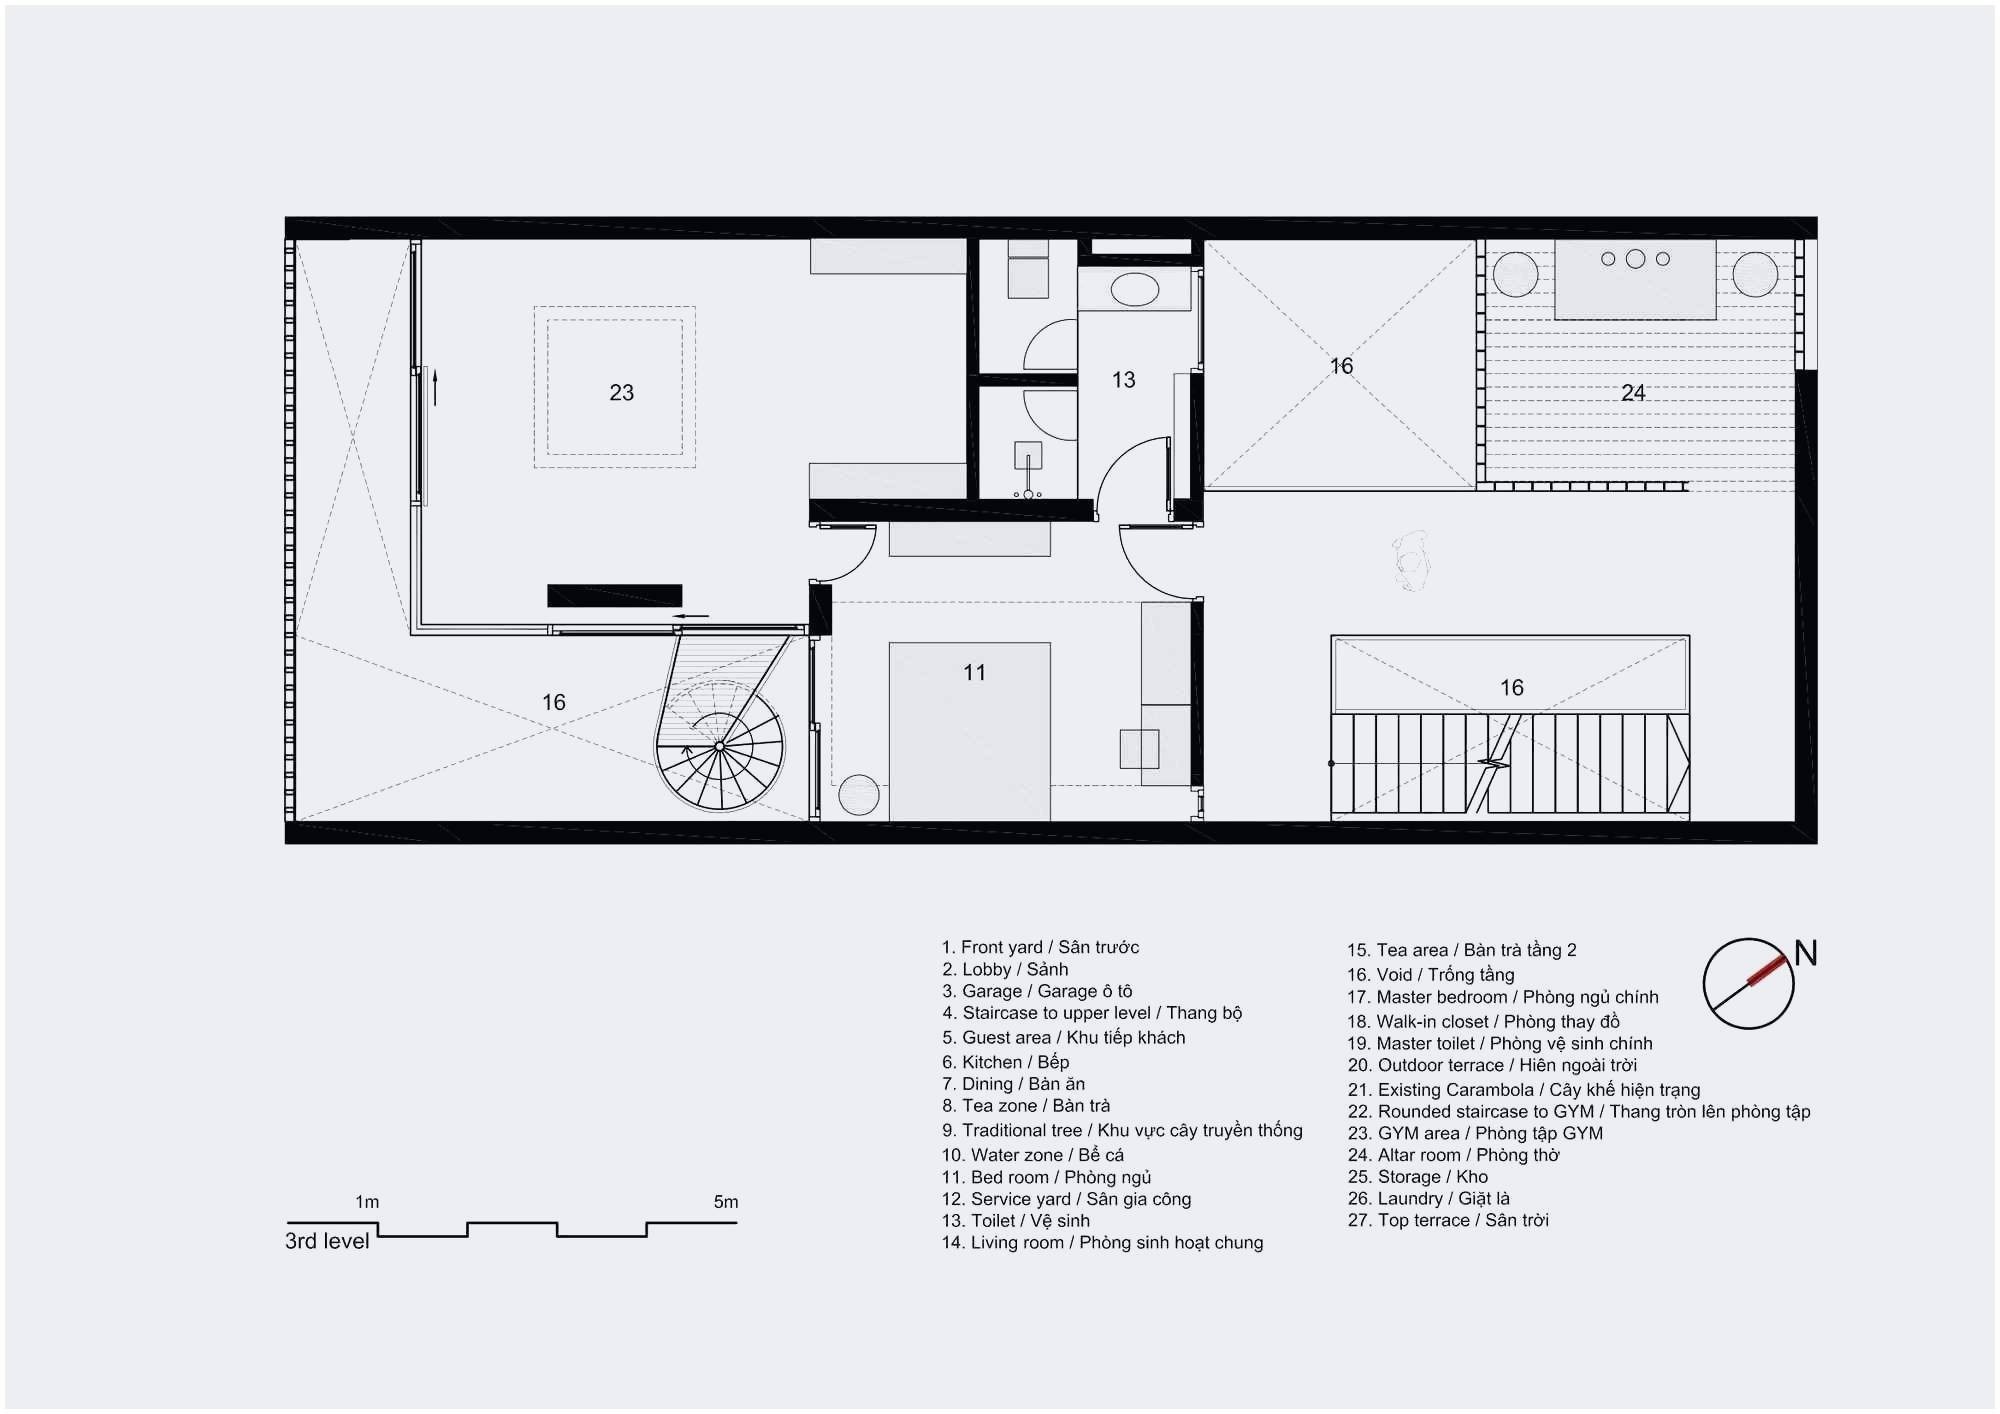 16
13
23
24
11
16
16
1. Front yard / Sân trước
2. Lobby / Sảnh
3. Garage / Garage ô tô
4. Staircase to upper level / Thang bộ
5. Guest area / Khu tiếp khách
6. Kitchen / Bếp
7. Dining / Bàn ăn
8. Tea zone / Bàn trà
9. Traditional tree / Khu vực cây truyền thống
10. Water zone / Bể cá
11. Bed room / Phòng ngủ
12. Service yard / Sân gia công
13. Toilet / Vệ sinh
14. Living room / Phòng sinh hoạt chung
15. Tea area / Bàn trà tầng 2
16. Void / Trống tầng
17. Master bedroom / Phòng ngủ chính
18. Walk-in closet / Phòng thay đồ
19. Master toilet / Phòng vệ sinh chính
20. Outdoor terrace / Hiên ngoài trời
21. Existing Carambola / Cây khế hiện trạng
22. Rounded staircase to GYM / Thang tròn lên phòng tập
23. GYM area / Phòng tập GYM
24. Altar room / Phòng thờ
25. Storage / Kho
26. Laundry / Giặt là
27. Top terrace / Sân trời
N
1m
5m
3rd level